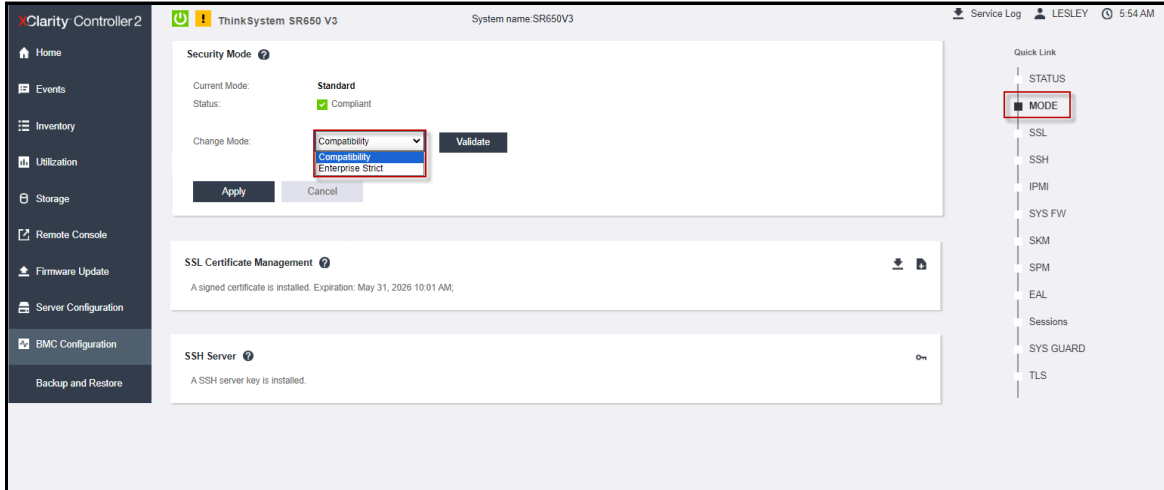 XClarity Controller 2
ThinkSystem SR650 V3
System name:SR650V3
Service Log
LESLEY
5:54 AM
Home
Events
Inventory
Utilization
Storage
Remote Console
Firmware Update
Server Configuration
BMC Configuration
Backup and Restore
Security Mode ?
Current Mode: Standard
Status: Compliant
Change Mode: Compatibility Validate
Compatibility
Enterprise Strict
Apply Cancel
SSL Certificate Management ?
A signed certificate is installed. Expiration: May 31, 2026 10:01 AM;
SSH Server ?
A SSH server key is installed.
Quick Link
STATUS
MODE
SSL
SSH
IPMI
SYS FW
SKM
SPM
EAL
Sessions
SYS GUARD
TLS